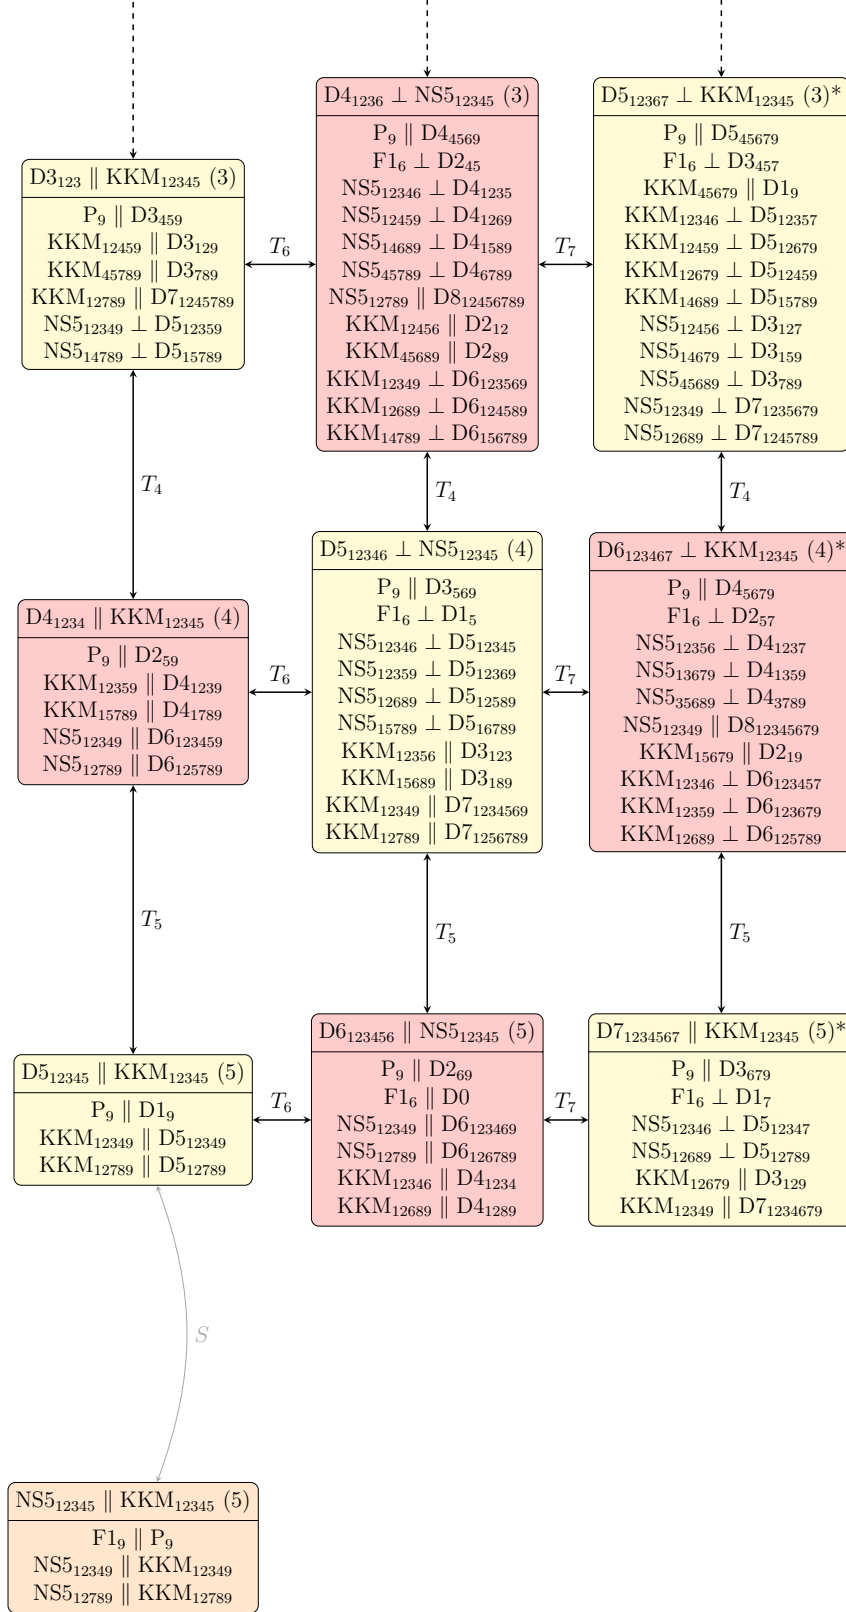 D4₁₂₃₆ ⊥ NS5₁₂₃₄₅ (3)
P₉ ∥ D4₄₅₆₉
F1₆ ⊥ D2₄₅
NS5₁₂₃₄₆ ⊥ D4₁₂₃₅
NS5₁₂₄₅₉ ⊥ D4₁₂₆₉
NS5₁₄₆₈₉ ⊥ D4₁₅₈₉
NS5₄₅₇₈₉ ⊥ D4₆₇₈₉
NS5₁₂₇₈₉ ∥ D8₁₂₄₅₆₇₈₉
KKM₁₂₄₅₆ ∥ D2₁₂
KKM₄₅₆₈₉ ∥ D2₈₉
KKM₁₂₃₄₉ ⊥ D6₁₂₃₅₆₉
KKM₁₂₆₈₉ ⊥ D6₁₂₄₅₈₉
KKM₁₄₇₈₉ ⊥ D6₁₅₆₇₈₉
D5₁₂₃₆₇ ⊥ KKM₁₂₃₄₅ (3)*
P₉ ∥ D5₄₅₆₇₉
F1₆ ⊥ D3₄₅₇
KKM₄₅₆₇₉ ∥ D1₉
KKM₁₂₃₄₆ ⊥ D5₁₂₃₅₇
KKM₁₂₄₅₉ ⊥ D5₁₂₆₇₉
KKM₁₂₆₇₉ ⊥ D5₁₂₄₅₉
KKM₁₄₆₈₉ ⊥ D5₁₅₇₈₉
NS5₁₂₄₅₆ ⊥ D3₁₂₇
NS5₁₄₆₇₉ ⊥ D3₁₅₉
NS5₄₅₆₈₉ ⊥ D3₇₈₉
NS5₁₂₃₄₉ ⊥ D7₁₂₃₅₆₇₉
NS5₁₂₆₈₉ ⊥ D7₁₂₄₅₇₈₉
D3₁₂₃ ∥ KKM₁₂₃₄₅ (3)
P₉ ∥ D3₄₅₉
KKM₁₂₄₅₉ ∥ D3₁₂₉
KKM₄₅₇₈₉ ∥ D3₇₈₉
KKM₁₂₇₈₉ ∥ D7₁₂₄₅₇₈₉
NS5₁₂₃₄₉ ⊥ D5₁₂₃₅₉
NS5₁₄₇₈₉ ⊥ D5₁₅₇₈₉
T₆
T₇
T₄
T₄
T₄
D5₁₂₃₄₆ ⊥ NS5₁₂₃₄₅ (4)
P₉ ∥ D3₅₆₉
F1₆ ⊥ D1₅
NS5₁₂₃₄₆ ⊥ D5₁₂₃₄₅
NS5₁₂₃₅₉ ⊥ D5₁₂₃₆₉
NS5₁₂₆₈₉ ⊥ D5₁₂₅₈₉
NS5₁₅₇₈₉ ⊥ D5₁₆₇₈₉
KKM₁₂₃₅₆ ∥ D3₁₂₃
KKM₁₅₆₈₉ ∥ D3₁₈₉
KKM₁₂₃₄₉ ∥ D7₁₂₃₄₅₆₉
KKM₁₂₇₈₉ ∥ D7₁₂₅₆₇₈₉
D6₁₂₃₄₆₇ ⊥ KKM₁₂₃₄₅ (4)*
P₉ ∥ D4₅₆₇₉
F1₆ ⊥ D2₅₇
NS5₁₂₃₅₆ ⊥ D4₁₂₃₇
NS5₁₃₆₇₉ ⊥ D4₁₃₅₉
NS5₃₅₆₈₉ ⊥ D4₃₇₈₉
NS5₁₂₃₄₉ ∥ D8₁₂₃₄₅₆₇₉
KKM₁₅₆₇₉ ∥ D2₁₉
KKM₁₂₃₄₆ ⊥ D6₁₂₃₄₅₇
KKM₁₂₃₅₉ ⊥ D6₁₂₃₆₇₉
KKM₁₂₆₈₉ ⊥ D6₁₂₅₇₈₉
D4₁₂₃₄ ∥ KKM₁₂₃₄₅ (4)
P₉ ∥ D2₅₉
KKM₁₂₃₅₉ ∥ D4₁₂₃₉
KKM₁₅₇₈₉ ∥ D4₁₇₈₉
NS5₁₂₃₄₉ ∥ D6₁₂₃₄₅₉
NS5₁₂₇₈₉ ∥ D6₁₂₅₇₈₉
T₆
T₇
T₅
T₅
T₅
D6₁₂₃₄₅₆ ∥ NS5₁₂₃₄₅ (5)
P₉ ∥ D2₆₉
F1₆ ∥ D0
NS5₁₂₃₄₉ ∥ D6₁₂₃₄₆₉
NS5₁₂₇₈₉ ∥ D6₁₂₆₇₈₉
KKM₁₂₃₄₆ ∥ D4₁₂₃₄
KKM₁₂₆₈₉ ∥ D4₁₂₈₉
D7₁₂₃₄₅₆₇ ∥ KKM₁₂₃₄₅ (5)*
P₉ ∥ D3₆₇₉
F1₆ ⊥ D1₇
NS5₁₂₃₄₆ ⊥ D5₁₂₃₄₇
NS5₁₂₆₈₉ ⊥ D5₁₂₇₈₉
KKM₁₂₆₇₉ ∥ D3₁₂₉
KKM₁₂₃₄₉ ∥ D7₁₂₃₄₆₇₉
D5₁₂₃₄₅ ∥ KKM₁₂₃₄₅ (5)
P₉ ∥ D1₉
KKM₁₂₃₄₉ ∥ D5₁₂₃₄₉
KKM₁₂₇₈₉ ∥ D5₁₂₇₈₉
T₆
T₇
S
NS5₁₂₃₄₅ ∥ KKM₁₂₃₄₅ (5)
F1₉ ∥ P₉
NS5₁₂₃₄₉ ∥ KKM₁₂₃₄₉
NS5₁₂₇₈₉ ∥ KKM₁₂₇₈₉